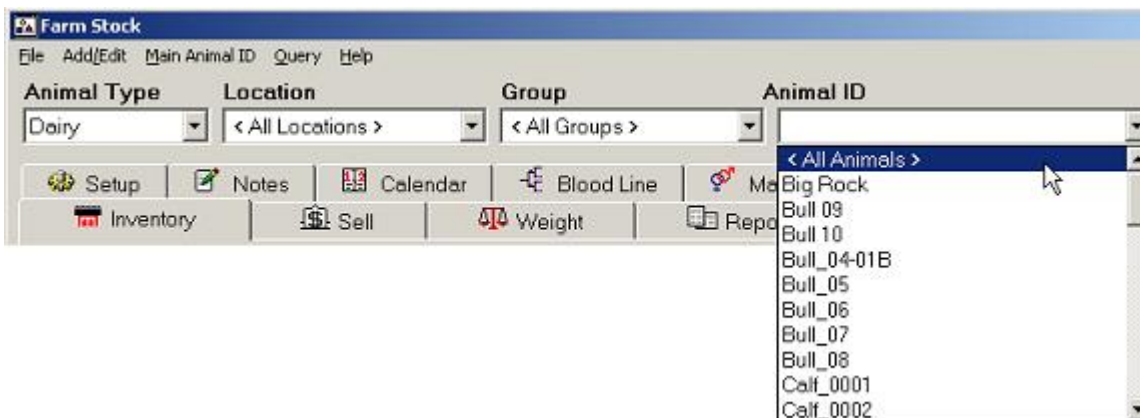 Farm Stock
File Add/Edit Main Animal ID Query Help
Animal Type Location Group Animal ID
Dairy < All Locations > < All Groups >
< All Animals >
Setup Notes Calendar Blood Line Ma
Big Rock
Inventory Sell Weight Repo
Bull 09
Bull 10
Bull_04-01B
Bull_05
Bull_06
Bull_07
Bull_08
Calf_0001
Calf_0002